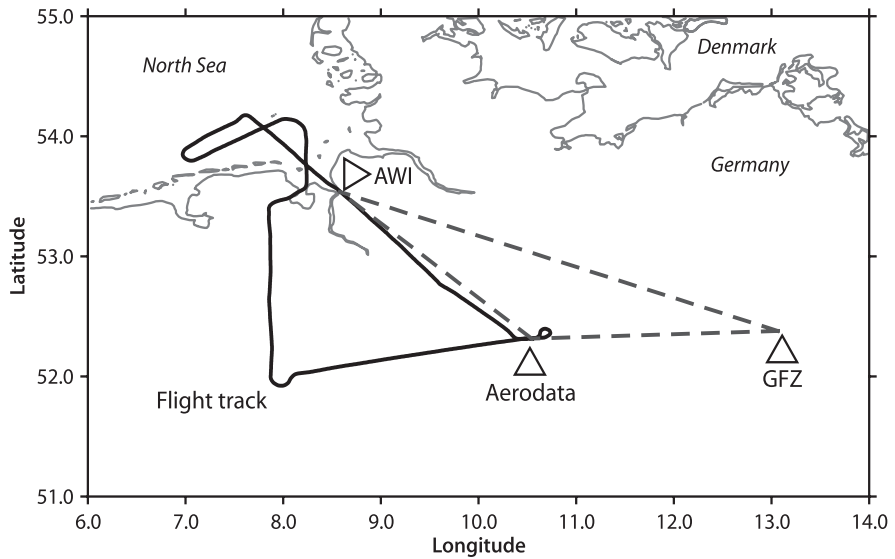 55.0
North Sea
Denmark
54.0
AWI
Germany
Latitude
53.0
52.0
Flight track
Aerodata
GFZ
51.0
6.0 7.0 8.0 9.0 10.0 11.0 12.0 13.0 14.0
Longitude